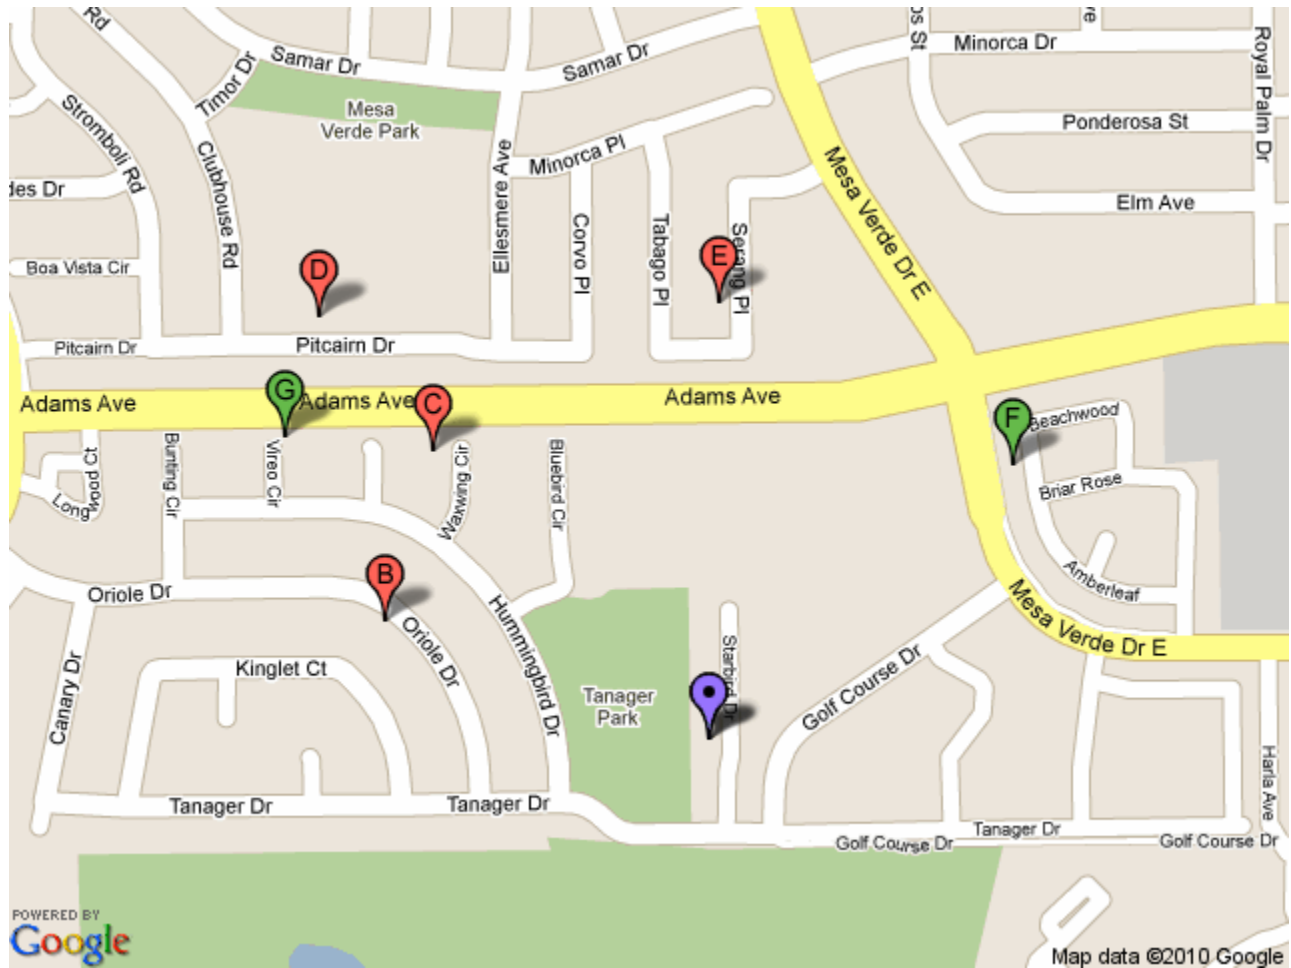 Rd
Samar Dr
Timor Dr
Samar Dr
os St
Minorca Dr
ve
Royal Palm Dr
Mesa
Verde Park
Stromboli Rd
Clubhouse Rd
Ellesmere Ave
Minorca Pl
Ponderosa St
des Dr
Corvo Pl
Tabago Pl
Serang Pl
Mesa Verde Dr E
Elm Ave
Boa Vista Cir
D
E
Pitcairn Dr
Pitcairn Dr
Adams Ave
G
Adams Ave
C
Adams Ave
F
Beachwood
Longwood Ct
Bunting Cir
Vireo Cir
Waxwing Cir
Bluebird Cir
Briar Rose
Amberleaf
Oriole Dr
B
Oriole Dr
Hummingbird Dr
Mesa Verde Dr E
Canary Dr
Kinglet Ct
Tanager
Park
Starbird Dr
Golf Course Dr
Harla Ave
Tanager Dr
Tanager Dr
Tanager Dr
Golf Course Dr
Golf Course Dr
POWERED BY
Google
Map data ©2010 Google